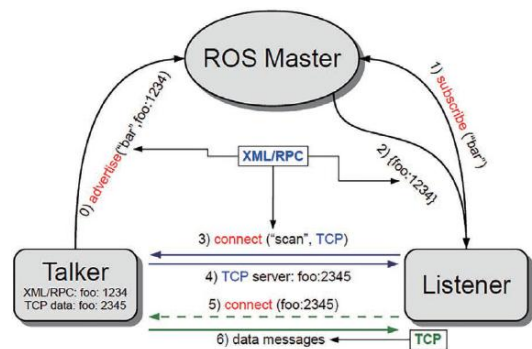 ROS Master
0) advertise("bar",foo:1234)
1) subscribe ("bar")
XML/RPC
2) {foo:1234}
3) connect ("scan", TCP)
Talker
XML/RPC: foo: 1234
TCP data: foo: 2345
4) TCP server: foo:2345
Listener
5) connect (foo:2345)
6) data messages
TCP